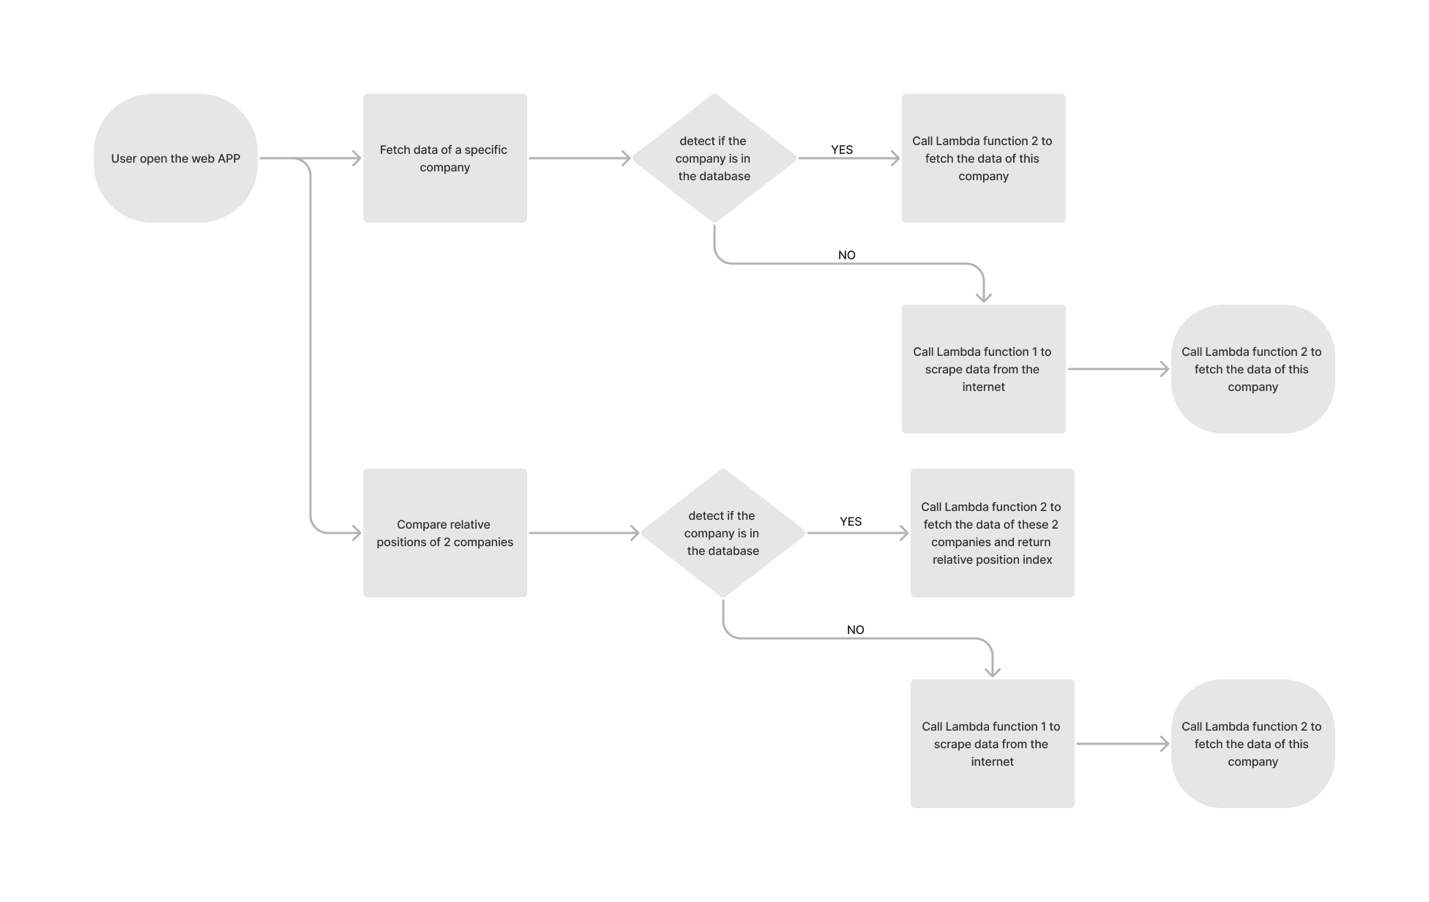 User open the web APP
Fetch data of a specific
company
detect if the
company is in
the database
YES
Call Lambda function 2 to
fetch the data of this
company
NO
Call Lambda function 1 to
scrape data from the
internet
Call Lambda function 2 to
fetch the data of this
company
Compare relative
positions of 2 companies
detect if the
company is in
the database
YES
Call Lambda function 2 to
fetch the data of these 2
companies and return
relative position index
NO
Call Lambda function 1 to
scrape data from the
internet
Call Lambda function 2 to
fetch the data of this
company